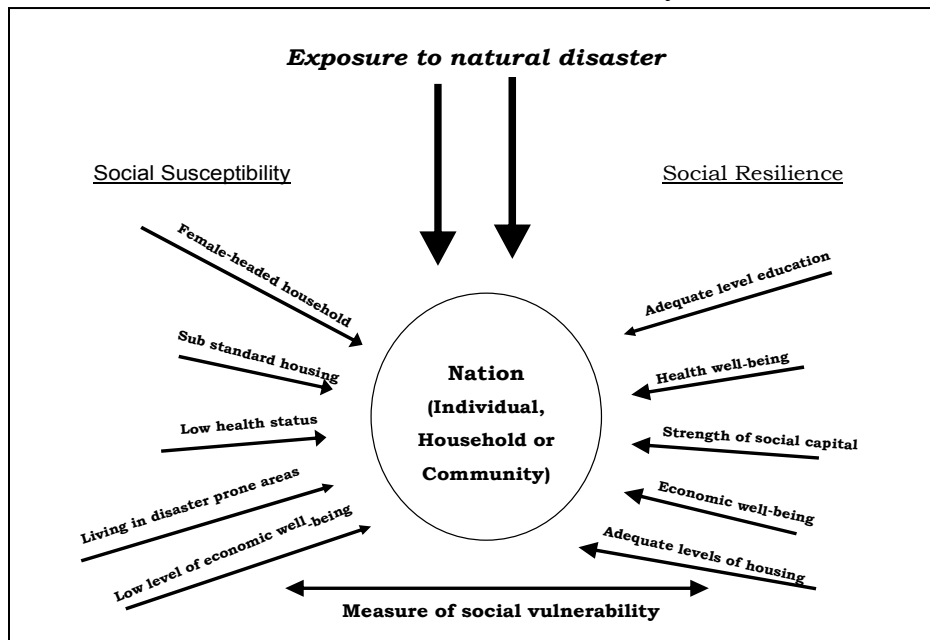 Exposure to natural disaster
Social Susceptibility
Social Resilience
Female-headed household
Sub standard housing
Low health status
Living in disaster prone areas
Low level of economic well-being
Nation
(Individual,
Household or
Community)
Adequate level education
Health well-being
Strength of social capital
Economic well-being
Adequate levels of housing
Measure of social vulnerability